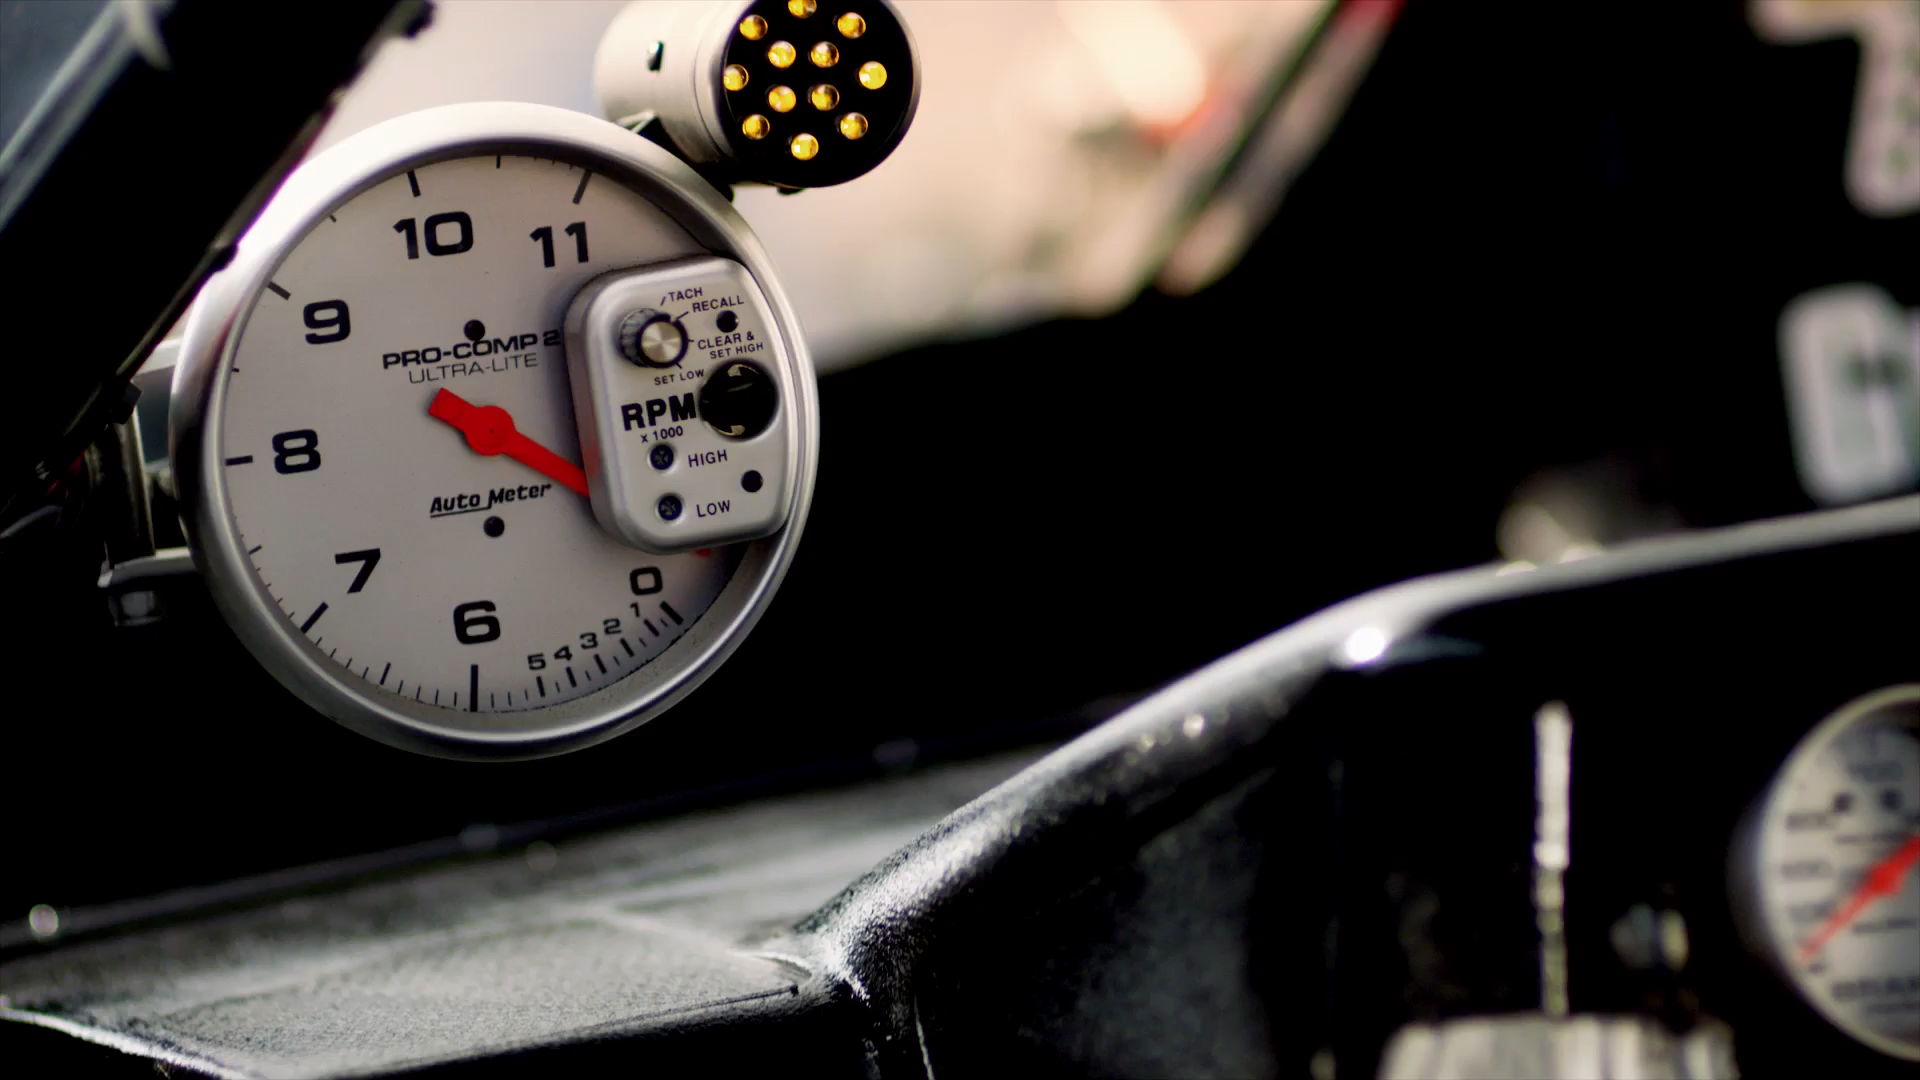 10
11
9
PRO-COMP 2
ULTRA-LITE
TACH
RECALL
CLEAR &
SET HIGH
SET LOW
RPM
x 1000
HIGH
LOW
8
Auto Meter
7
6
5 4 3 2 1 0